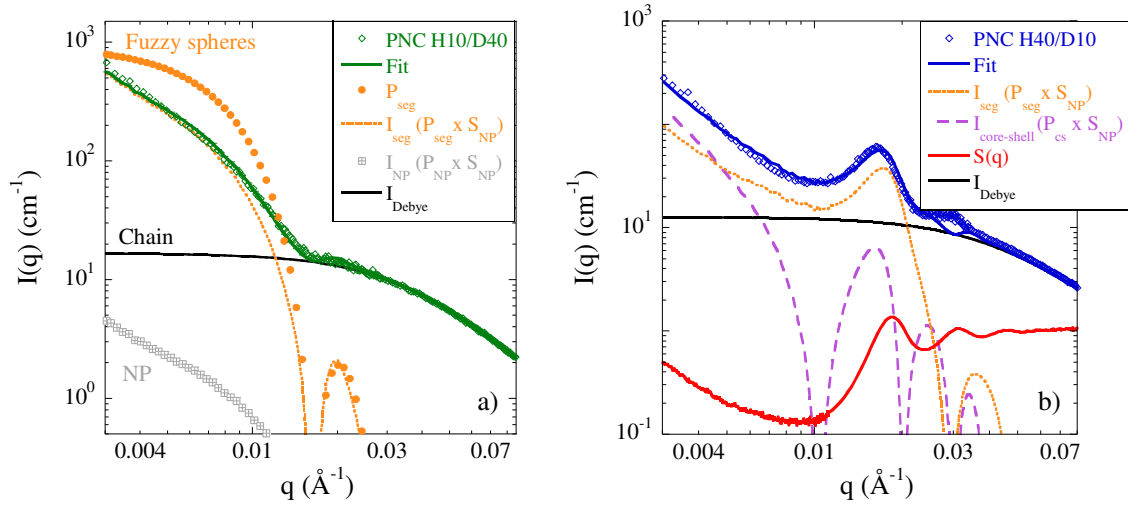 10³
10²
10¹
10⁰
I(q) (cm⁻¹)
Fuzzy spheres
Chain
NP
PNC H10/D40
Fit
P_seg
I_seg (P_seg x S_NP)
I_NP (P_NP x S_NP)
I_Debye
a)
0.004 0.01 0.03 0.07
q (Å⁻¹)
10³
10²
10¹
10⁰
10⁻¹
I(q) (cm⁻¹)
PNC H40/D10
Fit
I_seg (P_seg x S_NP)
I_core-shell (P_cs x S_NP)
S(q)
I_Debye
b)
0.004 0.01 0.03 0.07
q (Å⁻¹)